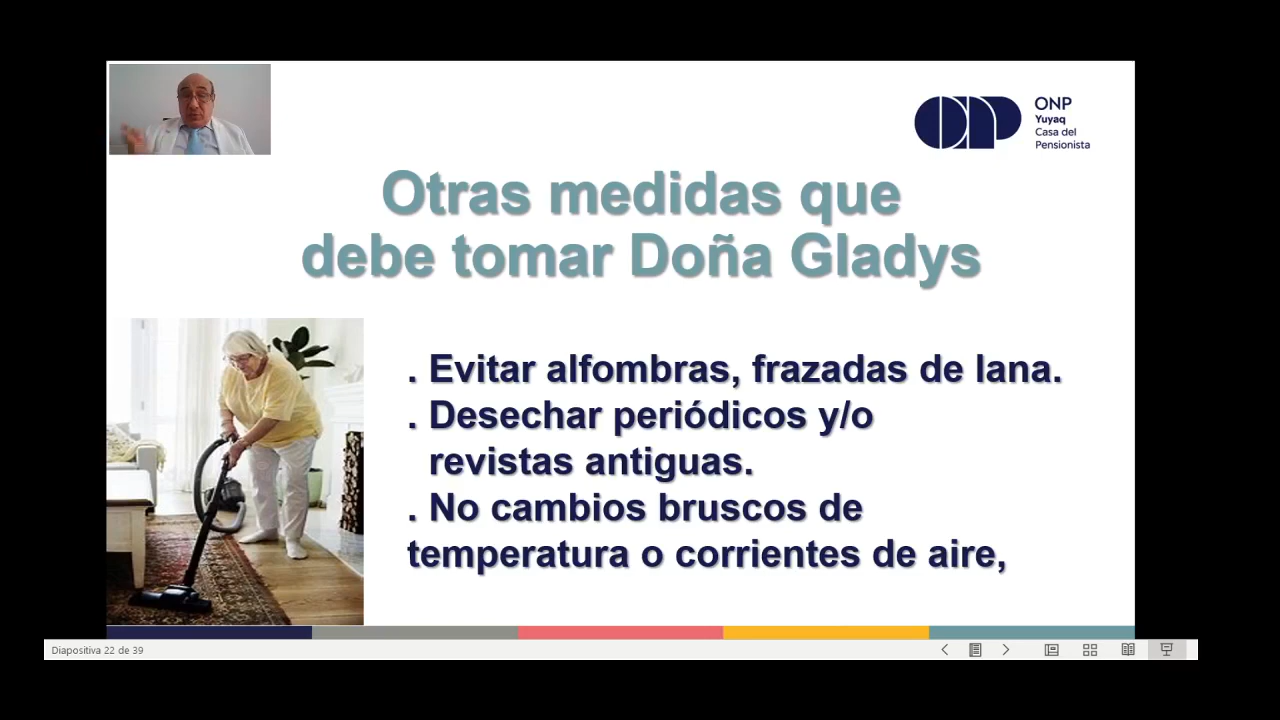 ONP
Yuyaq
Casa del
Pensionista
Otras medidas que
debe tomar Doña Gladys
. Evitar alfombras, frazadas de lana.
. Desechar periódicos y/o
revistas antiguas.
. No cambios bruscos de
temperatura o corrientes de aire,
Diapositiva 22 de 39